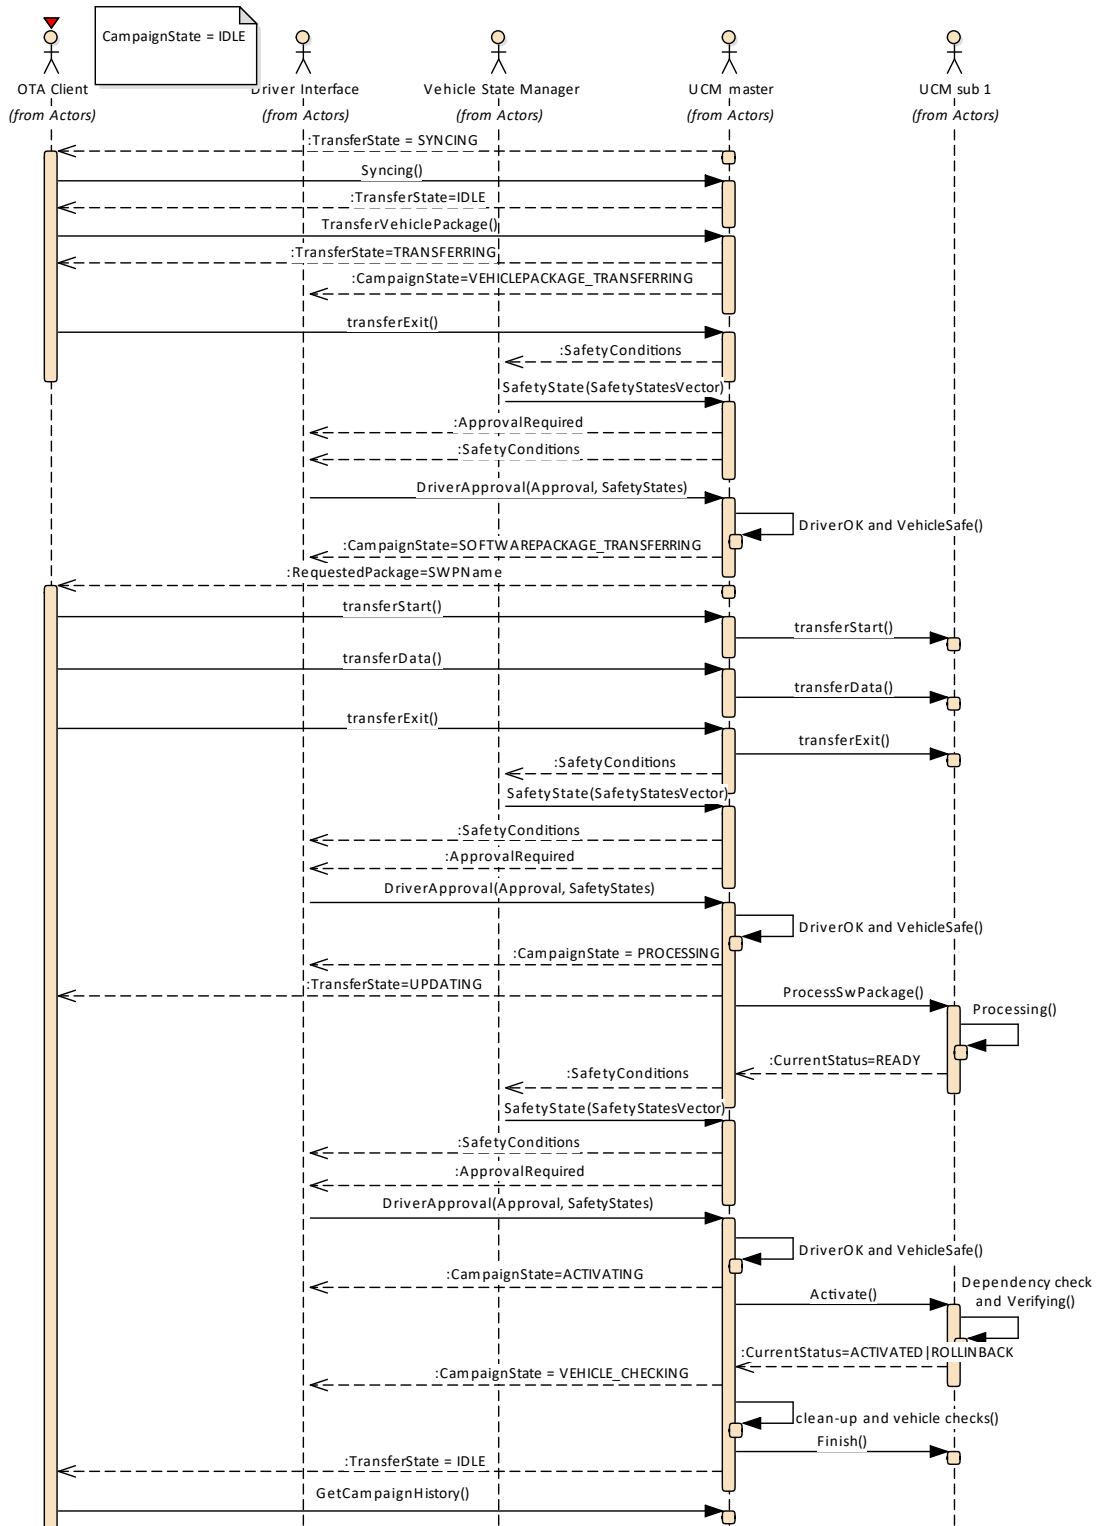 CampaignState = IDLE
OTA Client
(from Actors)
Driver Interface
(from Actors)
Vehicle State Manager
(from Actors)
UCM master
(from Actors)
UCM sub 1
(from Actors)
:TransferState = SYNCING
Syncing()
:TransferState=IDLE
TransferVehiclePackage()
:TransferState=TRANSFERRING
:CampaignState=VEHICLEPACKAGE_TRANSFERRING
transferExit()
:SafetyConditions
SafetyState(SafetyStatesVector)
:ApprovalRequired
:SafetyConditions
DriverApproval(Approval, SafetyStates)
DriverOK and VehicleSafe()
:CampaignState=SOFTWAREPACKAGE_TRANSFERRING
:RequestedPackage=SWPName
transferStart()
transferStart()
transferData()
transferData()
transferExit()
transferExit()
:SafetyConditions
SafetyState(SafetyStatesVector)
:SafetyConditions
:ApprovalRequired
DriverApproval(Approval, SafetyStates)
DriverOK and VehicleSafe()
:CampaignState = PROCESSING
:TransferState=UPDATING
ProcessSwPackage()
Processing()
:CurrentStatus=READY
:SafetyConditions
SafetyState(SafetyStatesVector)
:SafetyConditions
:ApprovalRequired
DriverApproval(Approval, SafetyStates)
DriverOK and VehicleSafe()
:CampaignState=ACTIVATING
Dependency check
and Verifying()
Activate()
:CurrentStatus=ACTIVATED|ROLLINBACK
:CampaignState = VEHICLE_CHECKING
clean-up and vehicle checks()
Finish()
:TransferState = IDLE
GetCampaignHistory()